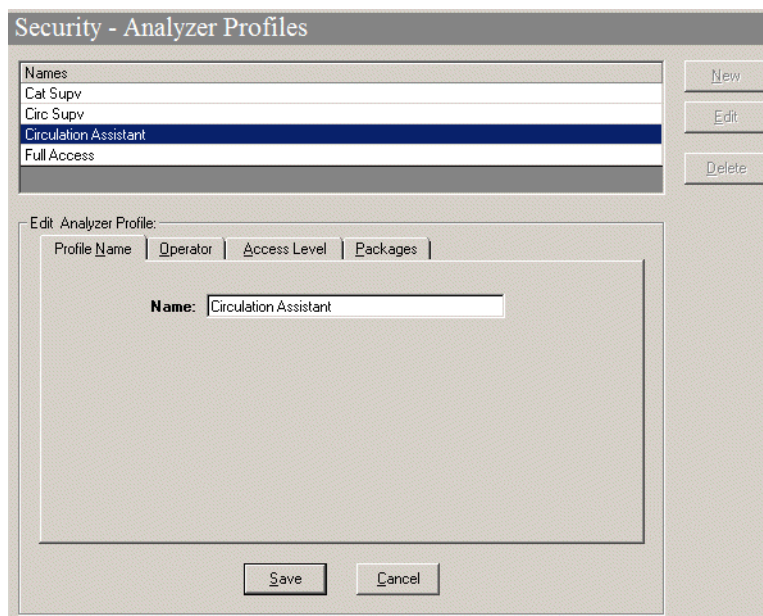 Security - Analyzer Profiles
Names
Cat Supv
Circ Supv
Circulation Assistant
Full Access
New
Edit
Delete
Edit Analyzer Profile:
Profile Name Operator Access Level Packages
Name: Circulation Assistant
Save Cancel